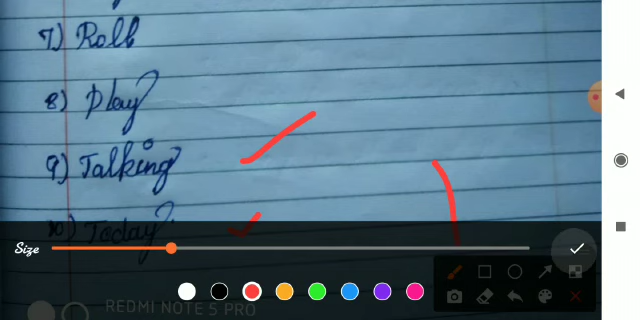 7) Roll
8) Play
9) Talking
10) Today
Size
REDMI NOTE 5 PRO